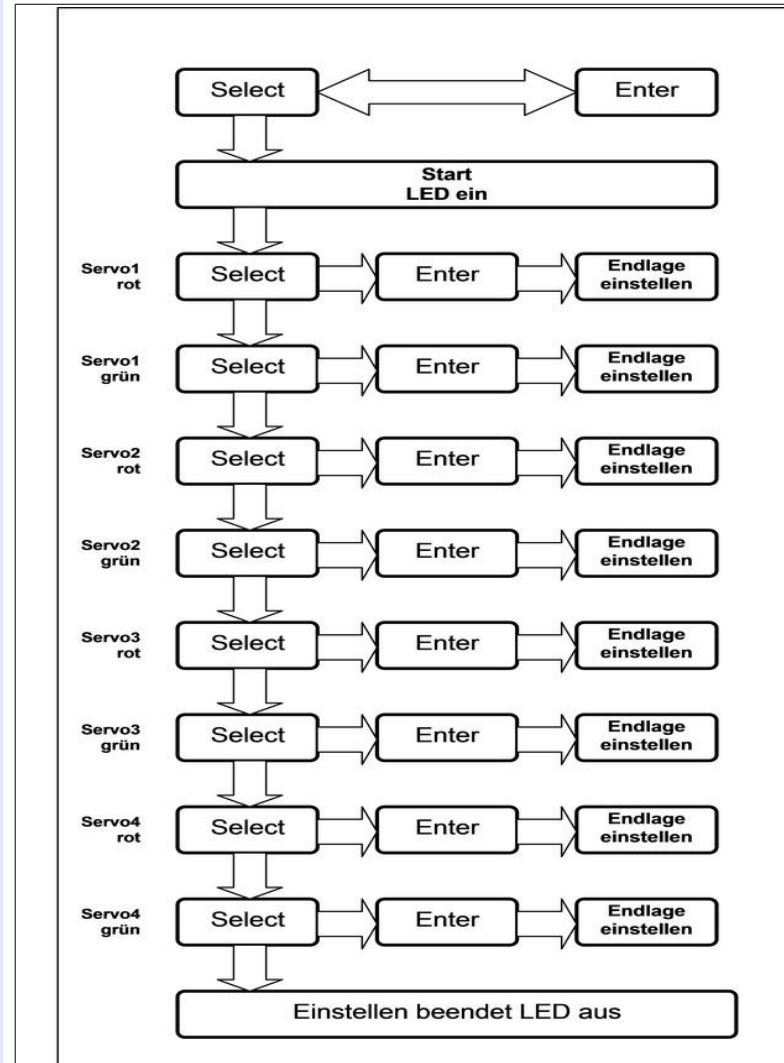 Select
Enter
Start
LED ein
Servo1
rot
Select
Enter
Endlage
einstellen
Servo1
grün
Select
Enter
Endlage
einstellen
Servo2
rot
Select
Enter
Endlage
einstellen
Servo2
grün
Select
Enter
Endlage
einstellen
Servo3
rot
Select
Enter
Endlage
einstellen
Servo3
grün
Select
Enter
Endlage
einstellen
Servo4
rot
Select
Enter
Endlage
einstellen
Servo4
grün
Select
Enter
Endlage
einstellen
Einstellen beendet LED aus